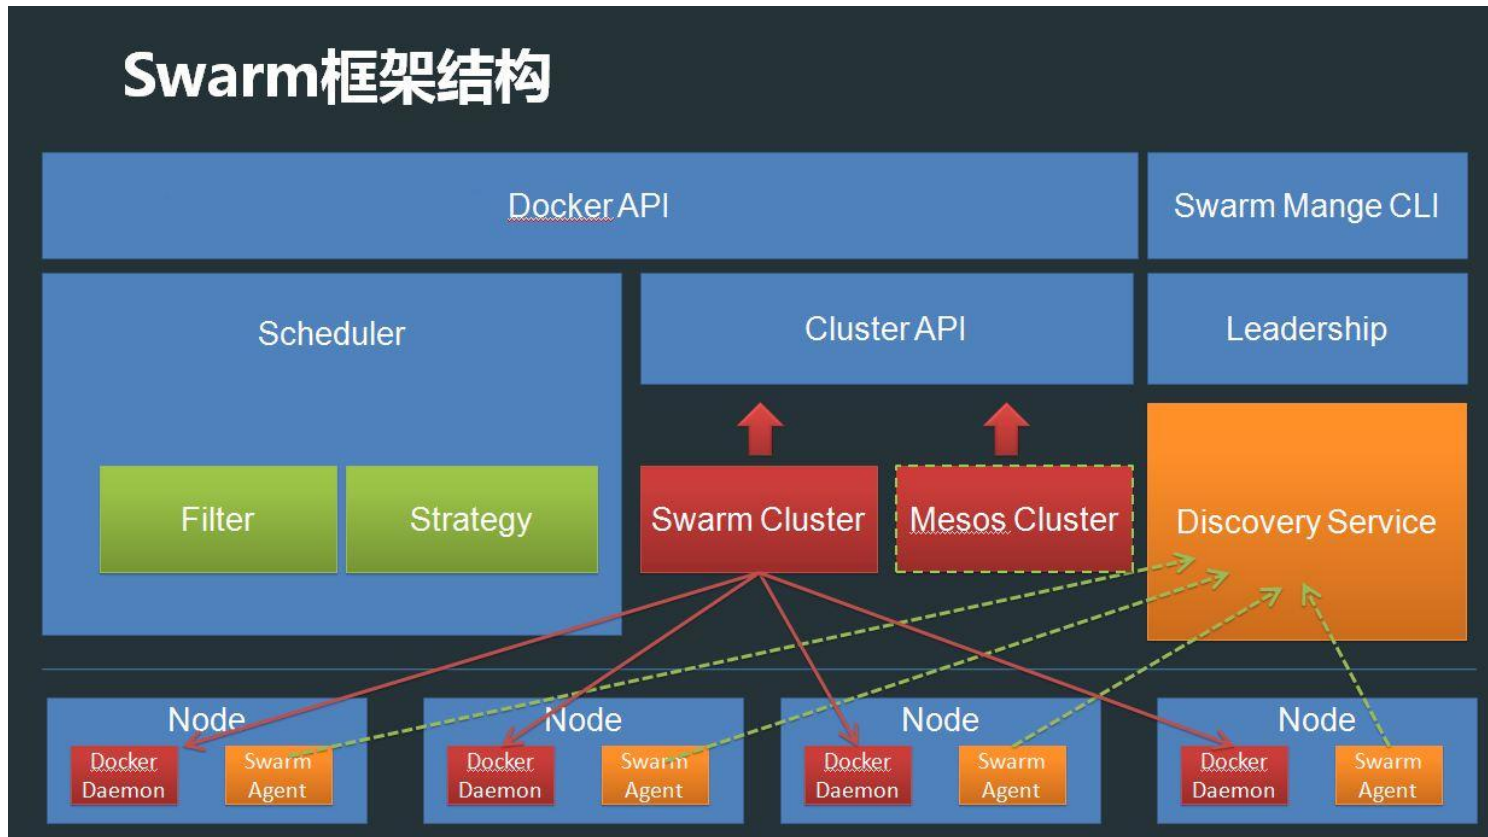 Swarm框架结构
Docker API
Swarm Mange CLI
Scheduler
Cluster API
Leadership
Filter
Strategy
Swarm Cluster
Mesos Cluster
Discovery Service
Node
Docker
Daemon
Swarm
Agent
Node
Docker
Daemon
Swarm
Agent
Node
Docker
Daemon
Swarm
Agent
Node
Docker
Daemon
Swarm
Agent